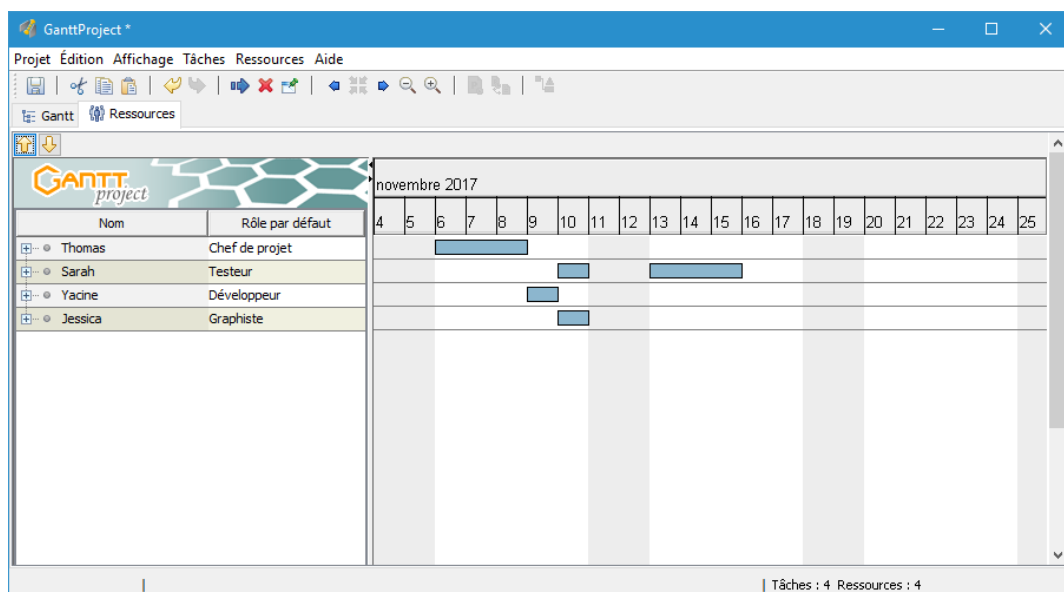 GanttProject *
Projet Édition Affichage Tâches Ressources Aide
Gantt Ressources
GANTT project
novembre 2017
Nom Rôle par défaut 4 5 6 7 8 9 10 11 12 13 14 15 16 17 18 19 20 21 22 23 24 25
Thomas Chef de projet
Sarah Testeur
Yacine Développeur
Jessica Graphiste
Tâches : 4 Ressources : 4